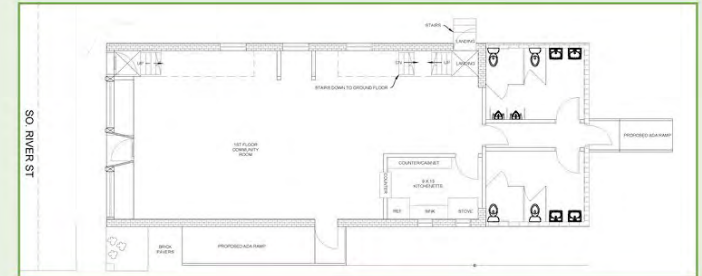 STAIRS
LANDING
UP
DN
UP
LANDING
STAIRS DOWN TO GROUND FLOOR
SO. RIVER ST
1ST FLOOR
COMMUNITY
ROOM
PROPOSED ADA RAMP
COUNTER/CABINET
COUNTER
KITCHENETTE
REF.
STOVE
BRICK
PAVERS
PROPOSED ADA RAMP